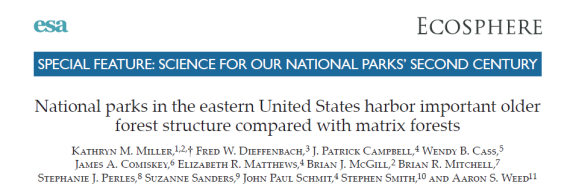 esa
ECOSPHERE
SPECIAL FEATURE: SCIENCE FOR OUR NATIONAL PARKS' SECOND CENTURY
National parks in the eastern United States harbor important older
forest structure compared with matrix forests
KATHRYN M. MILLER,1,2,† FRED W. DIEFFENBACH,3 J. PATRICK CAMPBELL,4 WENDY B. CASS,5
JAMES A. COMISKEY,6 ELIZABETH R. MATTHEWS,4 BRIAN J. MCGILL,2 BRIAN R. MITCHELL,7
STEPHANIE J. PERLES,8 SUZANNE SANDERS,9 JOHN PAUL SCHMIT,4 STEPHEN SMITH,10 AND AARON S. WEED11